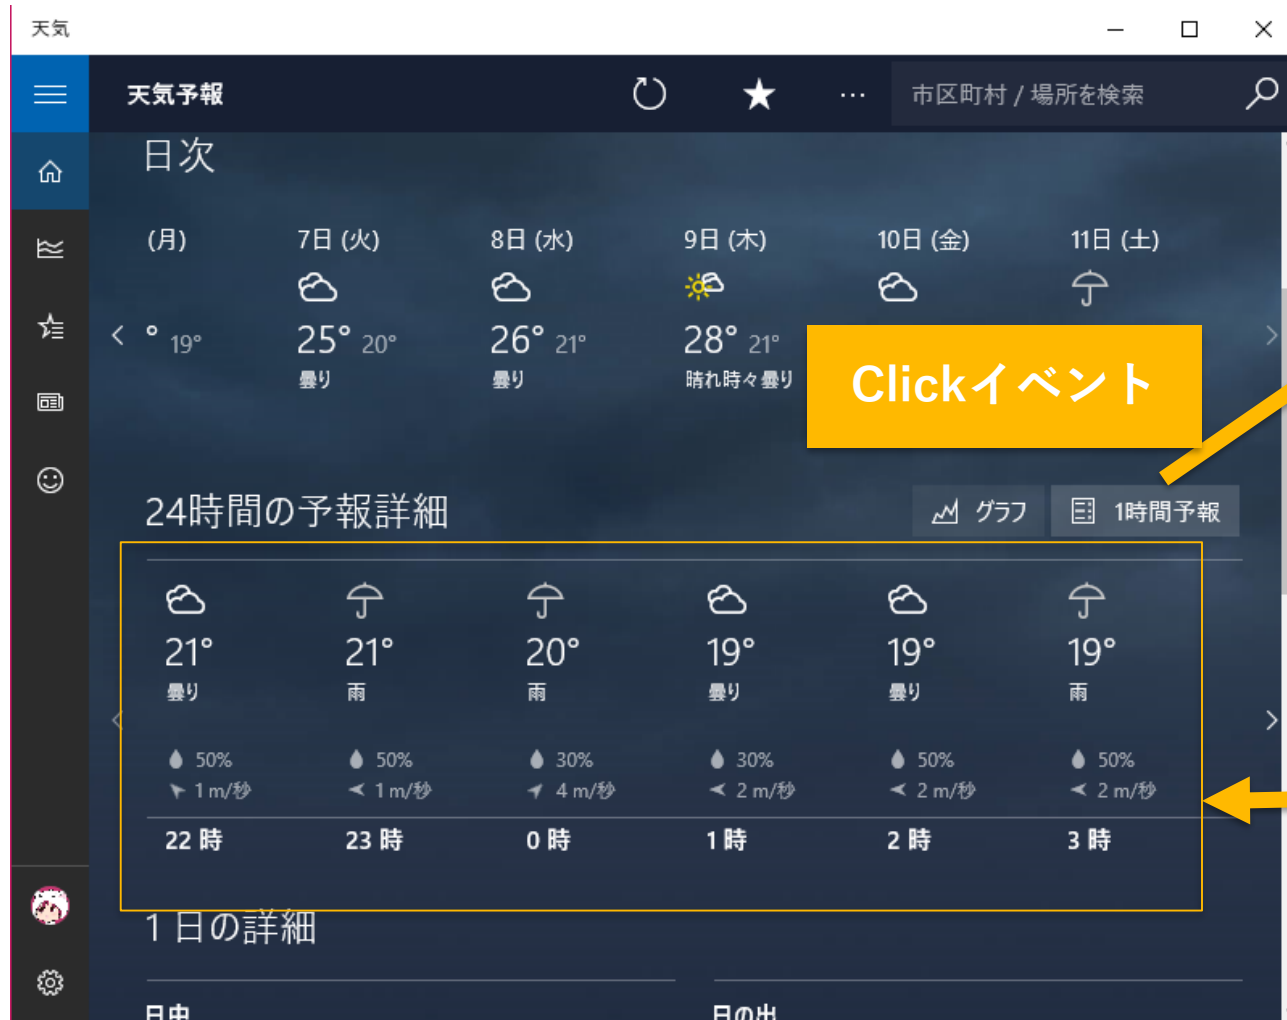 天気
天気予報
市区町村 / 場所を検索
日次
(月) 7日 (火) 8日 (水) 9日 (木) 10日 (金) 11日 (土)
° 19° 25° 20° 26° 21° 28° 21°
曇り 曇り 晴れ時々曇り
Clickイベント
24時間の予報詳細 グラフ 1時間予報
21° 21° 20° 19° 19° 19°
曇り 雨 雨 曇り 曇り 雨
50% 50% 30% 30% 50% 50%
1 m/秒 1 m/秒 4 m/秒 2 m/秒 2 m/秒 2 m/秒
22 時 23 時 0 時 1 時 2 時 3 時
1 日の詳細
日中 日の出